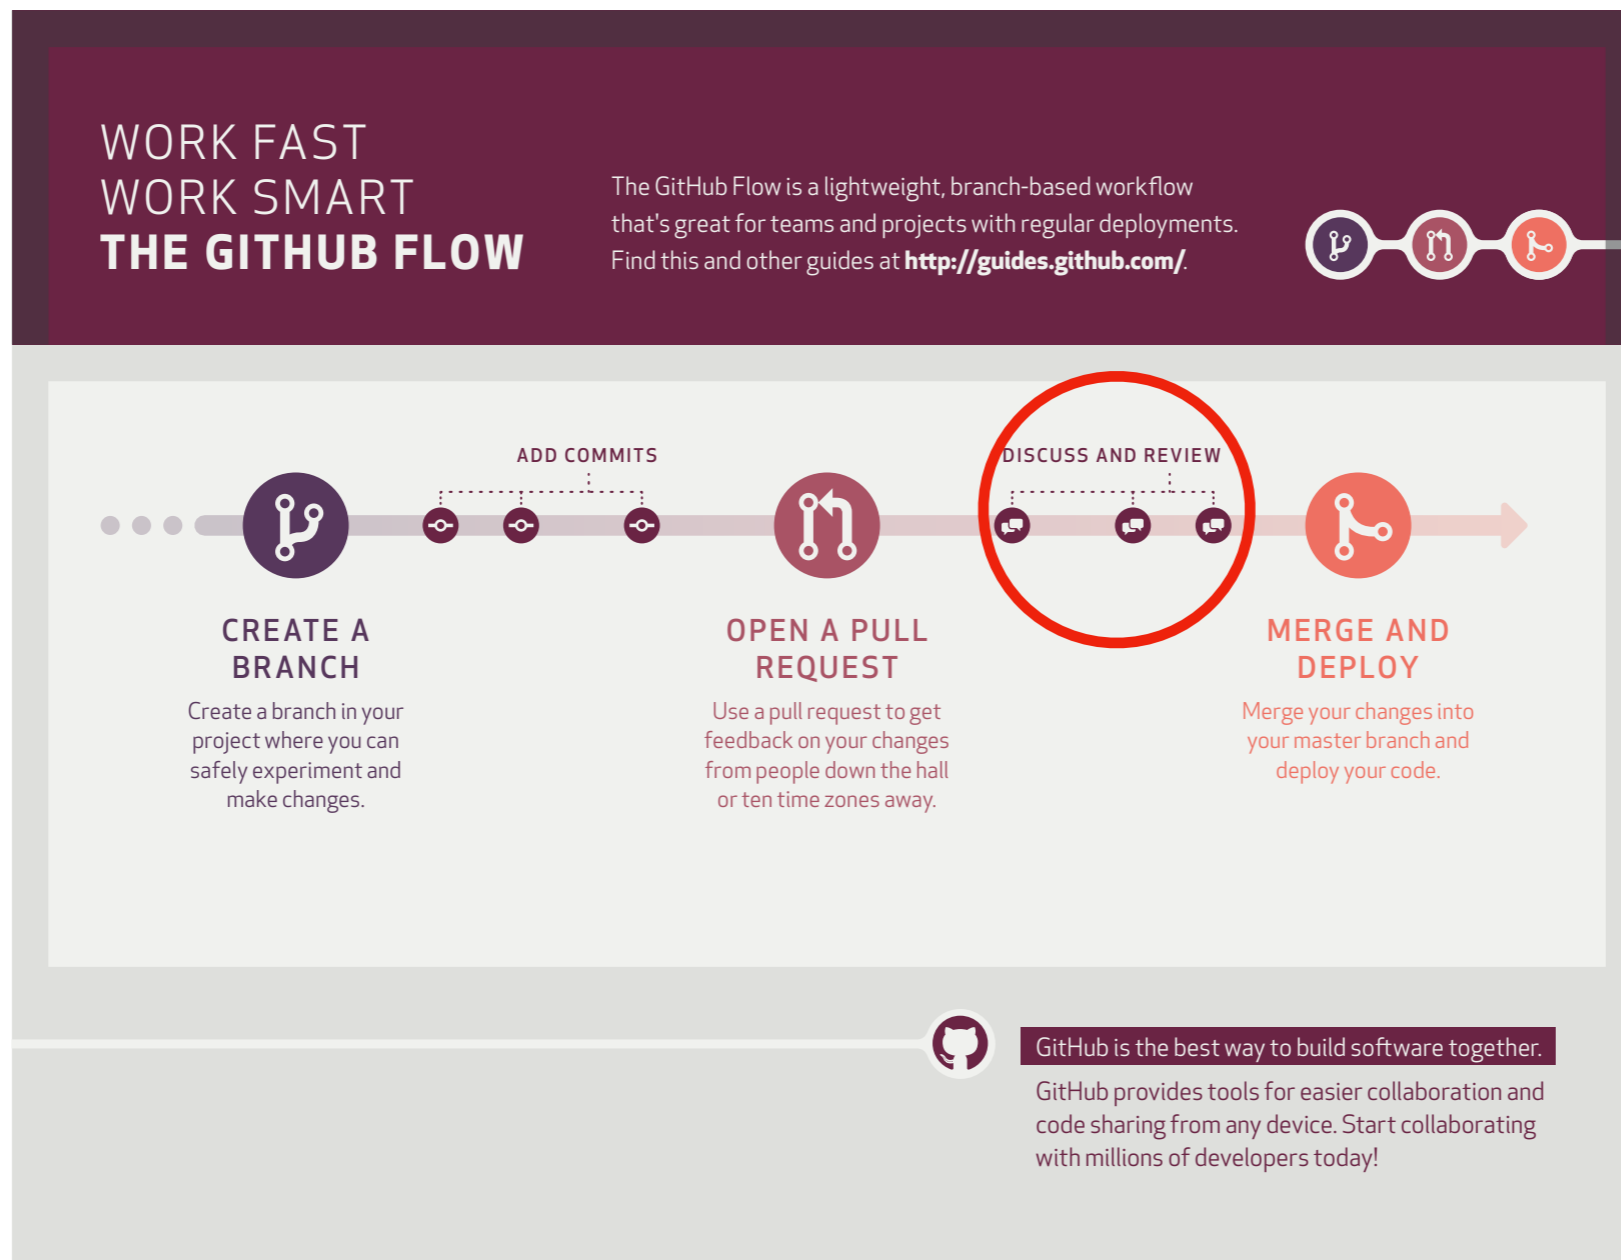 WORK FAST
WORK SMART
THE GITHUB FLOW
The GitHub Flow is a lightweight, branch-based workflow
that's great for teams and projects with regular deployments.
Find this and other guides at http://guides.github.com/.
ADD COMMITS
DISCUSS AND REVIEW
CREATE A
BRANCH
Create a branch in your
project where you can
safely experiment and
make changes.
OPEN A PULL
REQUEST
Use a pull request to get
feedback on your changes
from people down the hall
or ten time zones away.
MERGE AND
DEPLOY
Merge your changes into
your master branch and
deploy your code.
GitHub is the best way to build software together.
GitHub provides tools for easier collaboration and
code sharing from any device. Start collaborating
with millions of developers today!